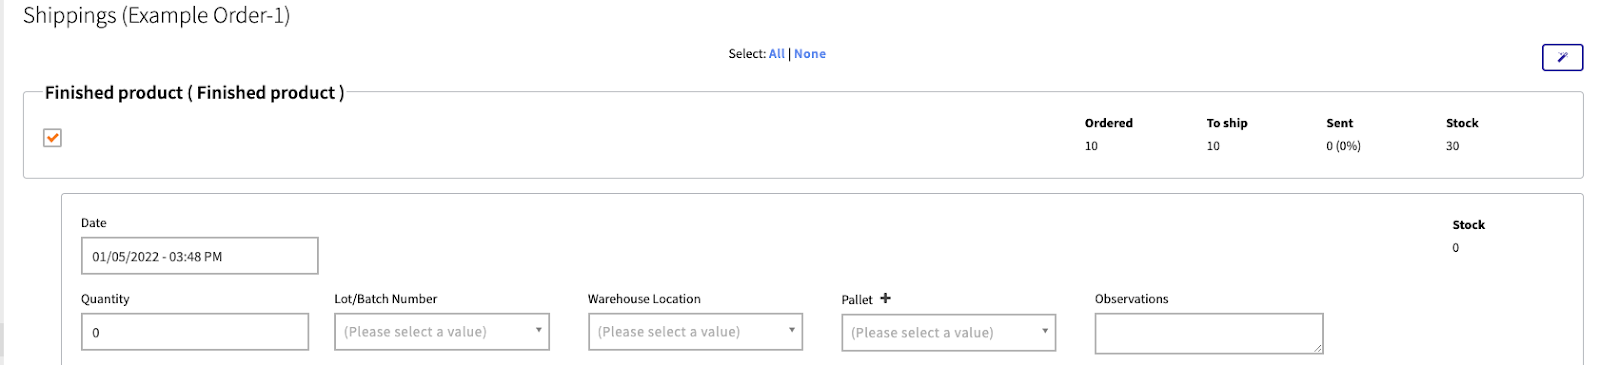 Shippings (Example Order-1)
Select: All | None
Finished product ( Finished product )
Ordered To ship Sent Stock
10 10 0 (0%) 30
Date Stock
01/05/2022 - 03:48 PM 0
Quantity Lot/Batch Number Warehouse Location Pallet + Observations
0 (Please select a value) (Please select a value) (Please select a value)